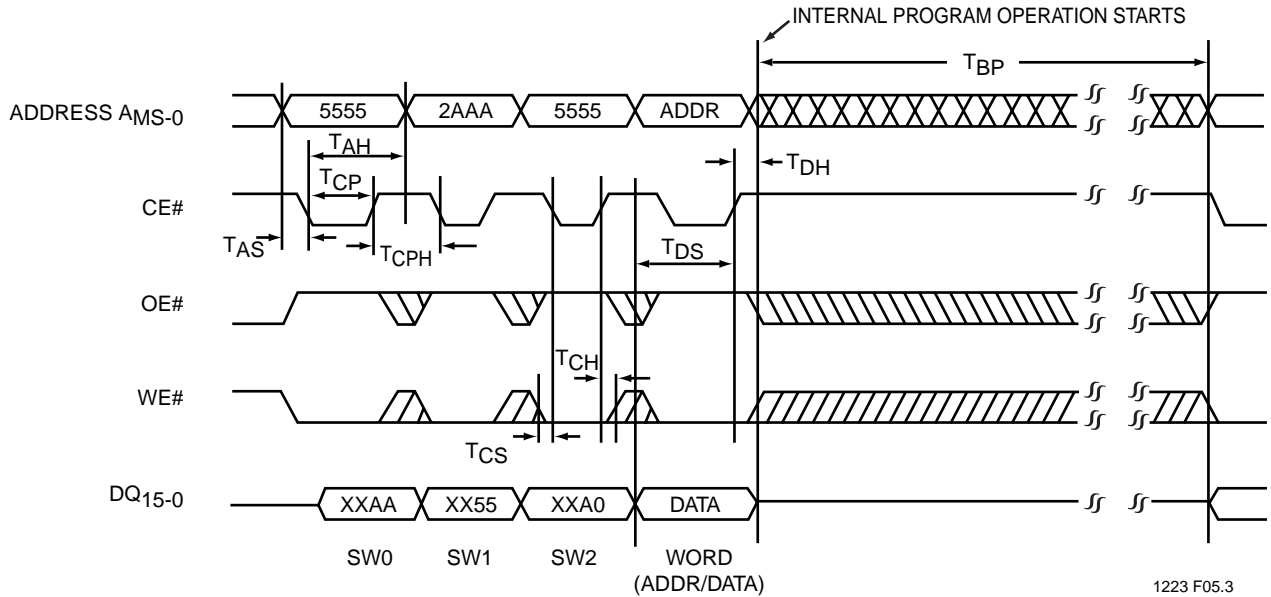 INTERNAL PROGRAM OPERATION STARTS
TBP
ADDRESS AMS-0
5555 2AAA 5555 ADDR
TAH
TDH
TCP
CE#
TAS
TCPH
TDS
OE#
TCH
WE#
TCS
DQ15-0
XXAA XX55 XXA0 DATA
SW0 SW1 SW2 WORD
(ADDR/DATA)
1223 F05.3